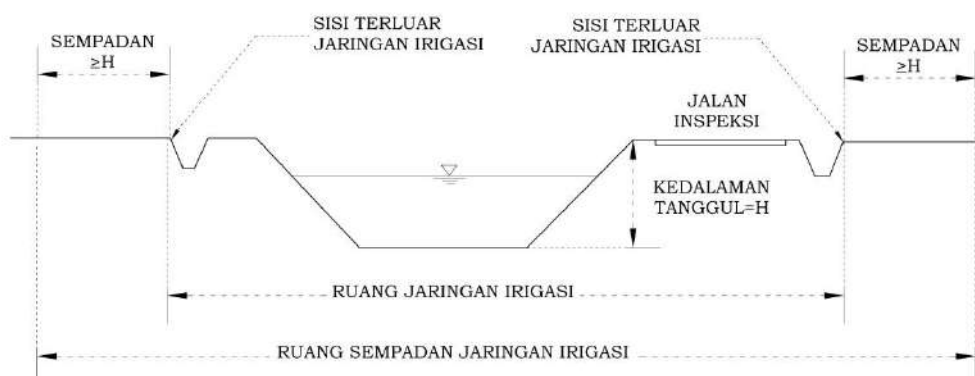 SEMPADAN
≥H
SISI TERLUAR
JARINGAN IRIGASI
SISI TERLUAR
JARINGAN IRIGASI
SEMPADAN
≥H
JALAN
INSPEKSI
KEDALAMAN
TANGGUL=H
RUANG JARINGAN IRIGASI
RUANG SEMPADAN JARINGAN IRIGASI